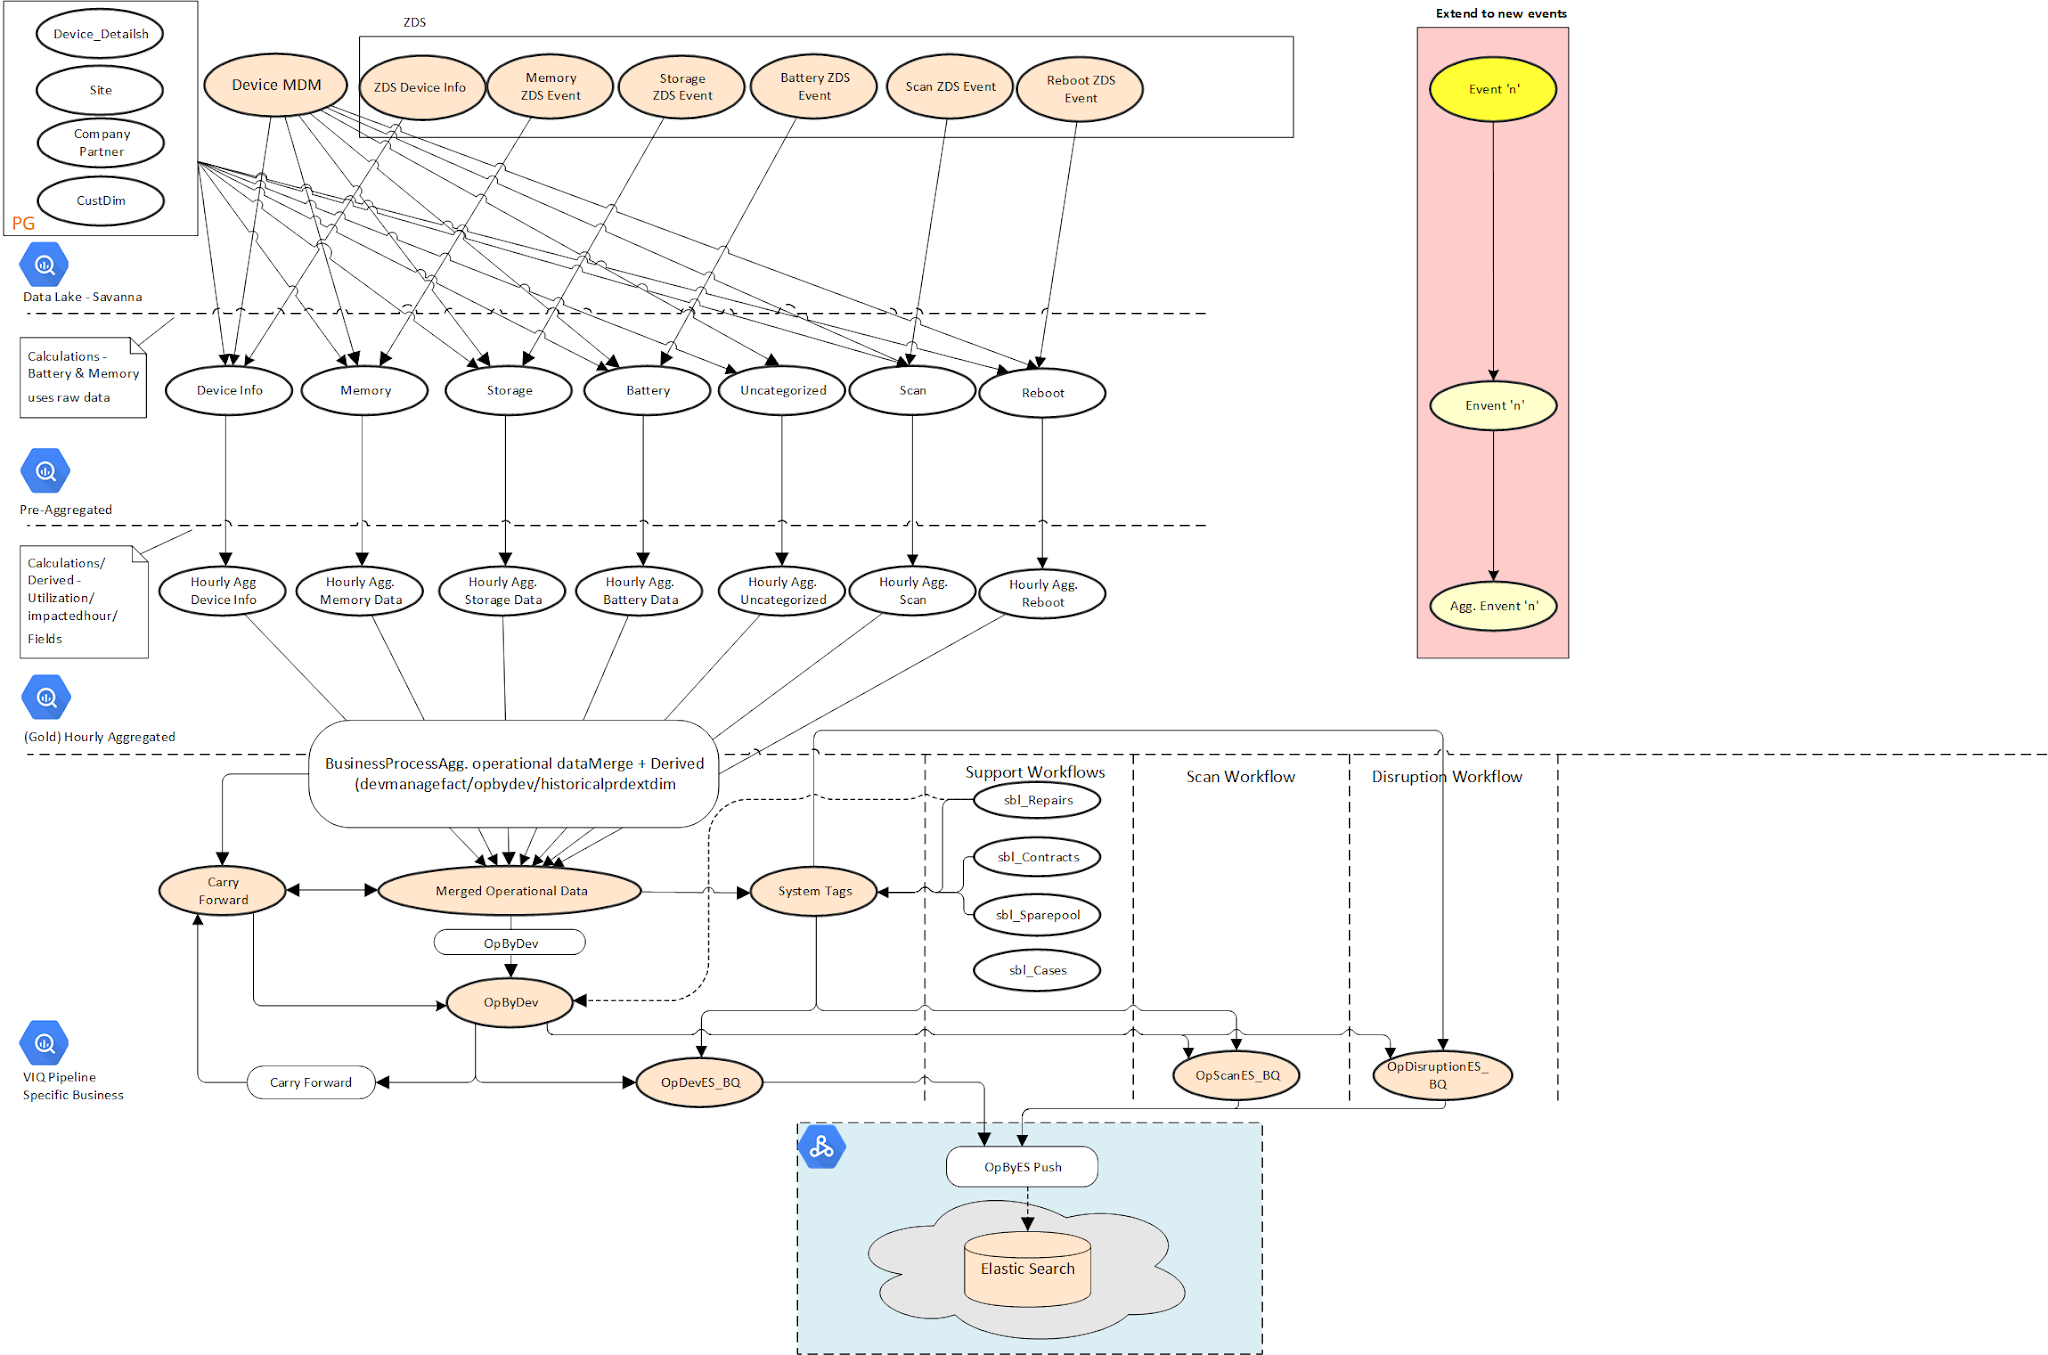 ZDS
Extend to new events
Device_Detailsh
Site
Company
Partner
CustDim
PG
Device MDM
ZDS Device Info
Memory
ZDS Event
Storage
ZDS Event
Battery ZDS
Event
Scan ZDS Event
Reboot ZDS
Event
Event 'n'
Data Lake - Savanna
Calculations -
Battery & Memory
uses raw data
Device Info
Memory
Storage
Battery
Uncategorized
Scan
Reboot
Envent 'n'
Pre-Aggregated
Calculations/
Derived -
Utilization/
impactedhour/
Fields
Hourly Agg
Device Info
Hourly Agg.
Memory Data
Hourly Agg.
Storage Data
Hourly Agg.
Battery Data
Hourly Agg.
Uncategorized
Hourly Agg.
Scan
Hourly Agg.
Reboot
Agg. Envent 'n'
(Gold) Hourly Aggregated
BusinessProcessAgg. operational dataMerge + Derived
(devmanagefact/opbydev/historicalprdextdim
Support Workflows
Scan Workflow
Disruption Workflow
sbl_Repairs
sbl_Contracts
sbl_Sparepool
sbl_Cases
Carry
Forward
Merged Operational Data
System Tags
OpByDev
OpByDev
VIQ Pipeline
Specific Business
Carry Forward
OpDevES_BQ
OpScanES_BQ
OpDisruptionES_
BQ
OpByES Push
Elastic Search